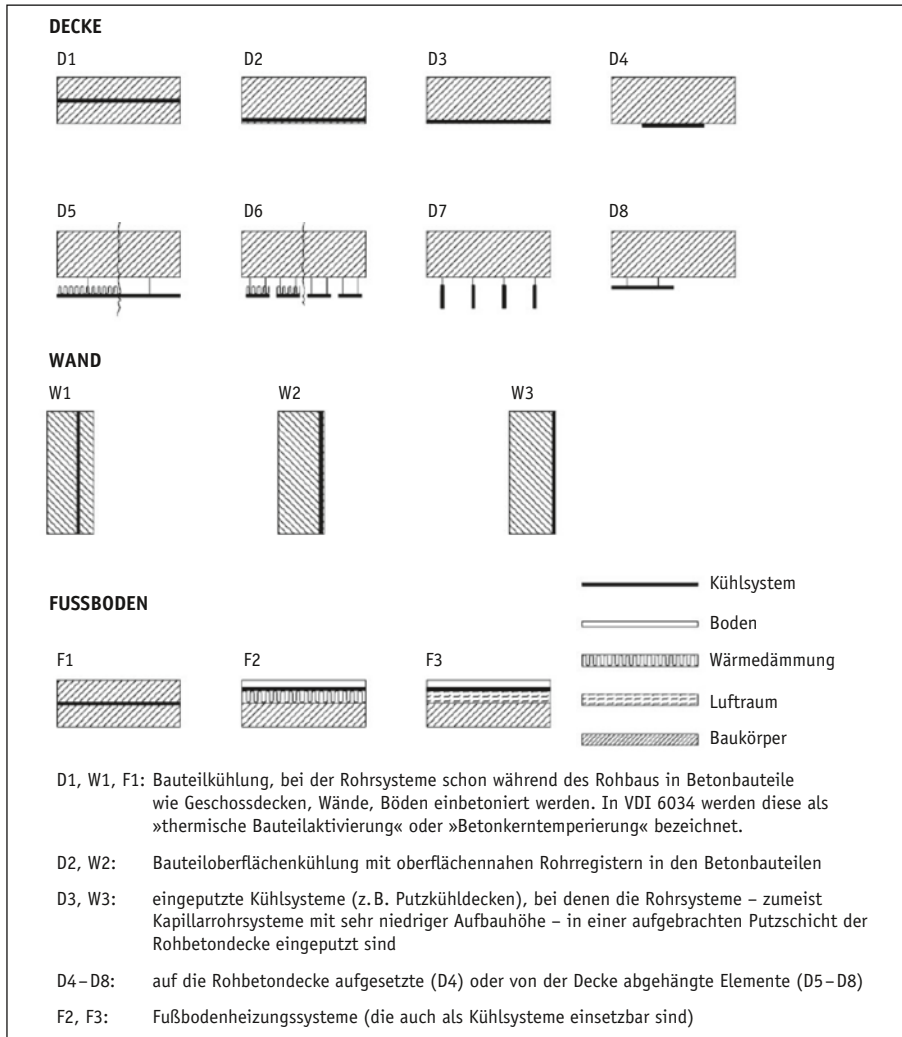 DECKE
D1 D2 D3 D4
D5 D6 D7 D8
WAND
W1 W2 W3
Kühlsystem
FUSSBODEN
Boden
F1 F2 F3 Wärmedämmung
Luftraum
Baukörper
D1, W1, F1: Bauteilkühlung, bei der Rohrsysteme schon während des Rohbaus in Betonbauteile
wie Geschossdecken, Wände, Böden einbetoniert werden. In VDI 6034 werden diese als
»thermische Bauteilaktivierung« oder »Betonkerntemperierung« bezeichnet.
D2, W2: Bauteiloberflächenkühlung mit oberflächennahen Rohrregistern in den Betonbauteilen
D3, W3: eingeputzte Kühlsysteme (z. B. Putzkühldecken), bei denen die Rohrsysteme – zumeist
Kapillarrohrsysteme mit sehr niedriger Aufbauhöhe – in einer aufgebrachten Putzschicht der
Rohbetondecke eingeputzt sind
D4–D8: auf die Rohbetondecke aufgesetzte (D4) oder von der Decke abgehängte Elemente (D5–D8)
F2, F3: Fußbodenheizungssysteme (die auch als Kühlsysteme einsetzbar sind)